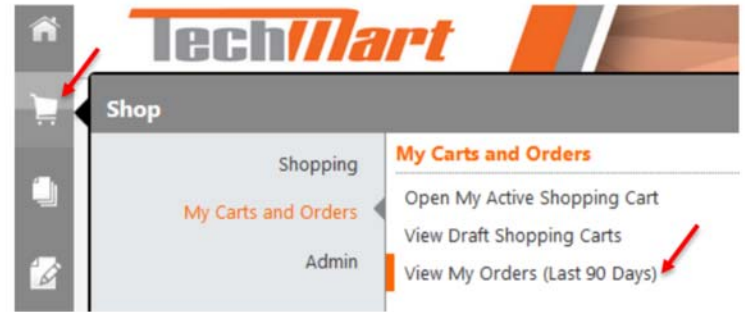 TechMart
Shop
Shopping
My Carts and Orders
Admin
My Carts and Orders
Open My Active Shopping Cart
View Draft Shopping Carts
View My Orders (Last 90 Days)